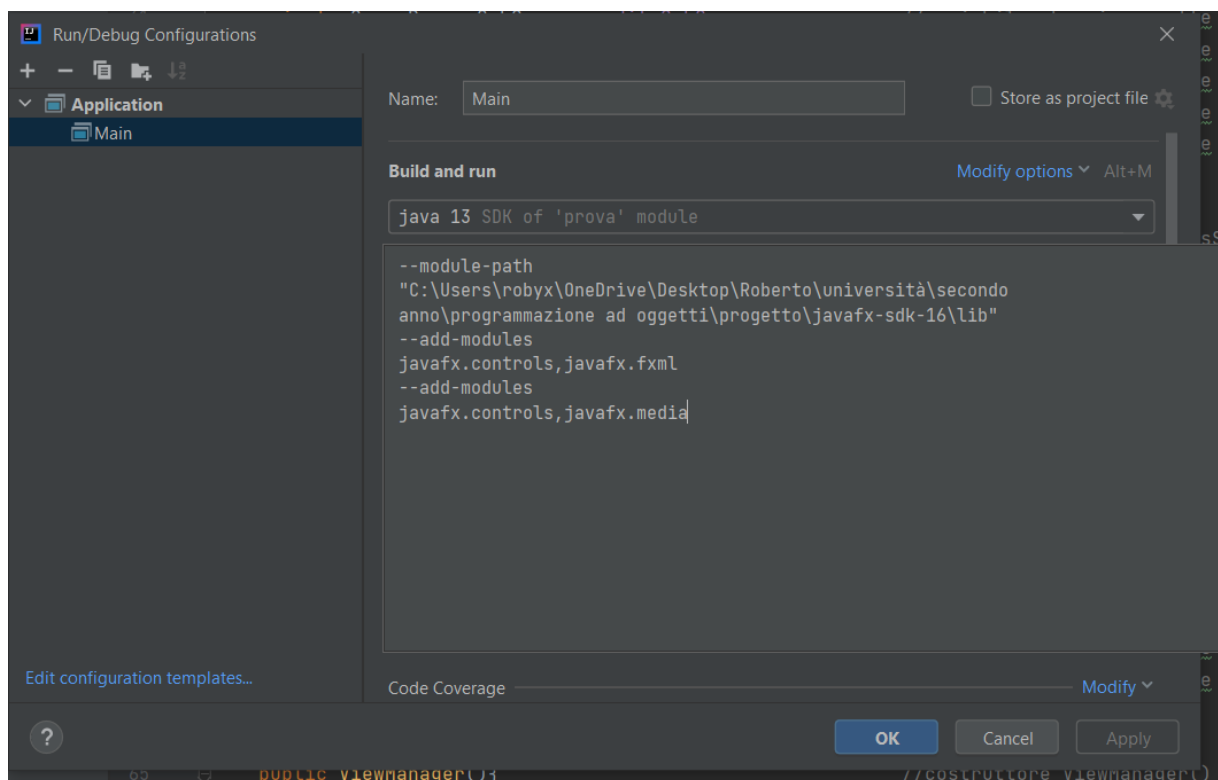 Run/Debug Configurations
Application
Main
Name: Main
Store as project file
Build and run
Modify options Alt+M
java 13 SDK of 'prova' module
--module-path
"C:\Users\robyx\OneDrive\Desktop\Roberto\università\secondo
anno\programmazione ad oggetti\progetto\javafx-sdk-16\lib"
--add-modules
javafx.controls,javafx.fxml
--add-modules
javafx.controls,javafx.media
Edit configuration templates...
Code Coverage
Modify
?
OK
Cancel
Apply
65 public ViewManager(){ //costruttore ViewManager()